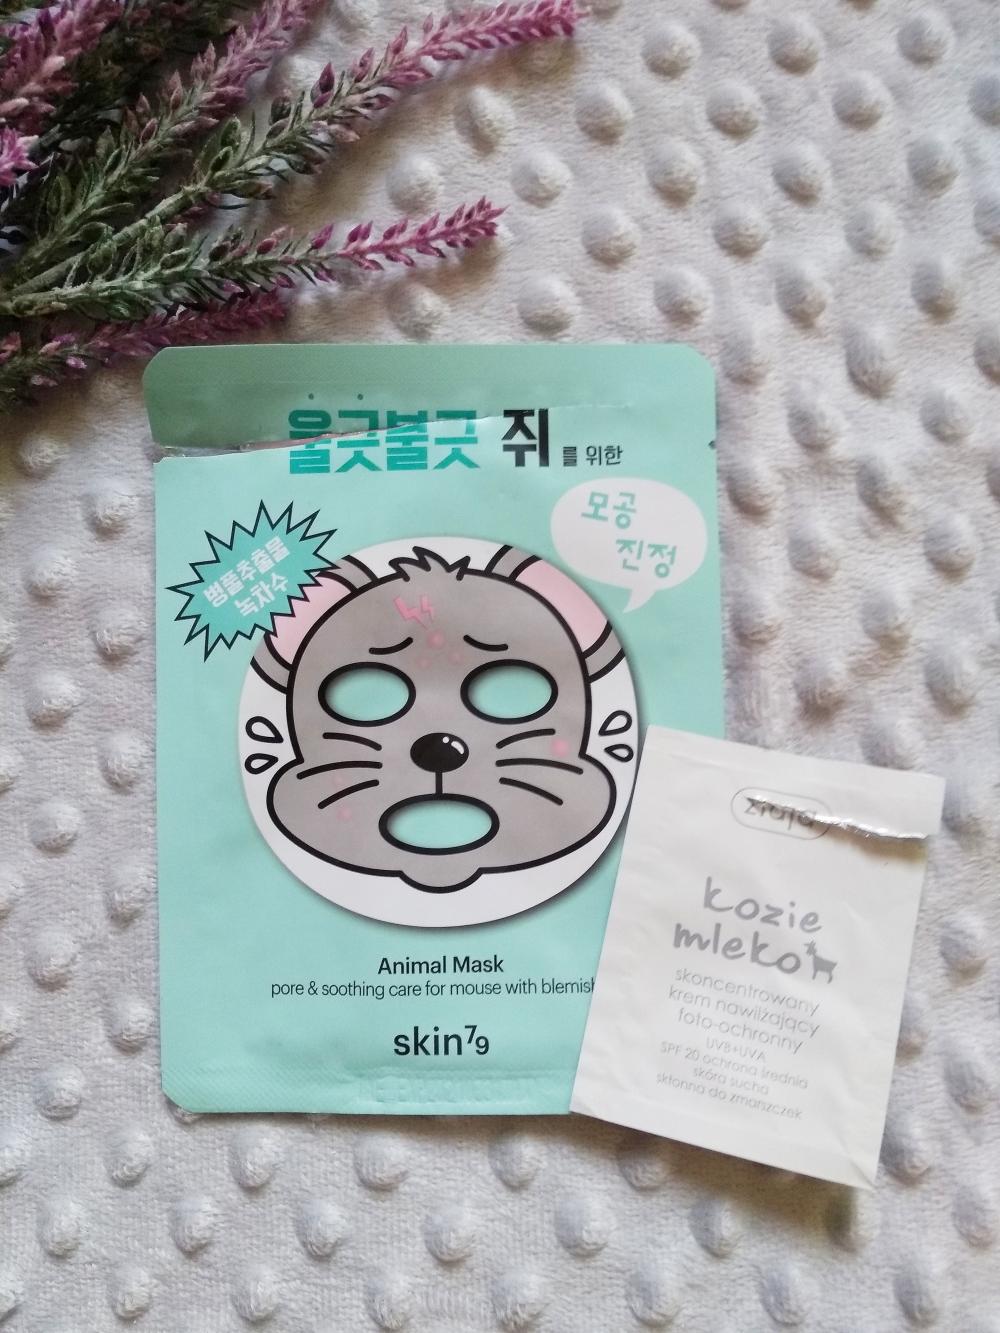 울긋불긋 쥐를 위한
모공
진정
병풀추출물
녹차수
Animal Mask
pore & soothing care for mouse with blemish
skin79
ziaja
kozie
mleko
skoncentrowany
krem nawilżający
foto-ochronny
UVB+UVA
SPF 20 ochrona średnia
skóra sucha
skłonna do zmarszczek